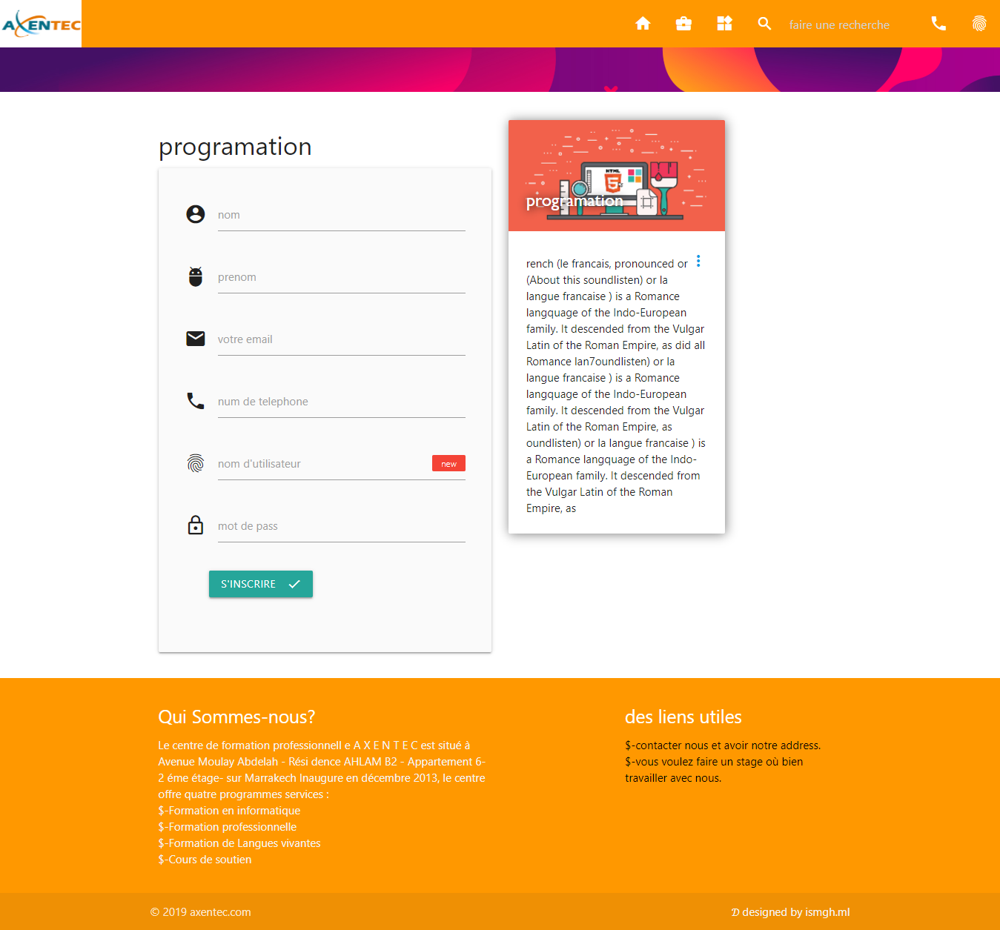 AXENTEC
faire une recherche
programation
nom
prenom
votre email
num de telephone
nom d'utilisateur
new
mot de pass
S'INSCRIRE
HTML
5
programation
rench (le francais, pronounced or
(About this soundlisten) or la
langue francaise ) is a Romance
langquage of the Indo-European
family. It descended from the Vulgar
Latin of the Roman Empire, as did all
Romance lan7oundlisten) or la
langue francaise ) is a Romance
langquage of the Indo-European
family. It descended from the Vulgar
Latin of the Roman Empire, as
oundlisten) or la langue francaise ) is
a Romance langquage of the Indo-
European family. It descended from
the Vulgar Latin of the Roman
Empire, as
Qui Sommes-nous?
Le centre de formation professionnell e A X E N T E C est situé à
Avenue Moulay Abdelah - Rési dence AHLAM B2 - Appartement 6-
2 éme étage- sur Marrakech Inaugure en décembre 2013, le centre
offre quatre programmes services :
$-Formation en informatique
$-Formation professionnelle
$-Formation de Langues vivantes
$-Cours de soutien
des liens utiles
$-contacter nous et avoir notre address.
$-vous voulez faire un stage où bien
travailler avec nous.
© 2019 axentec.com
𝓓 designed by ismgh.ml